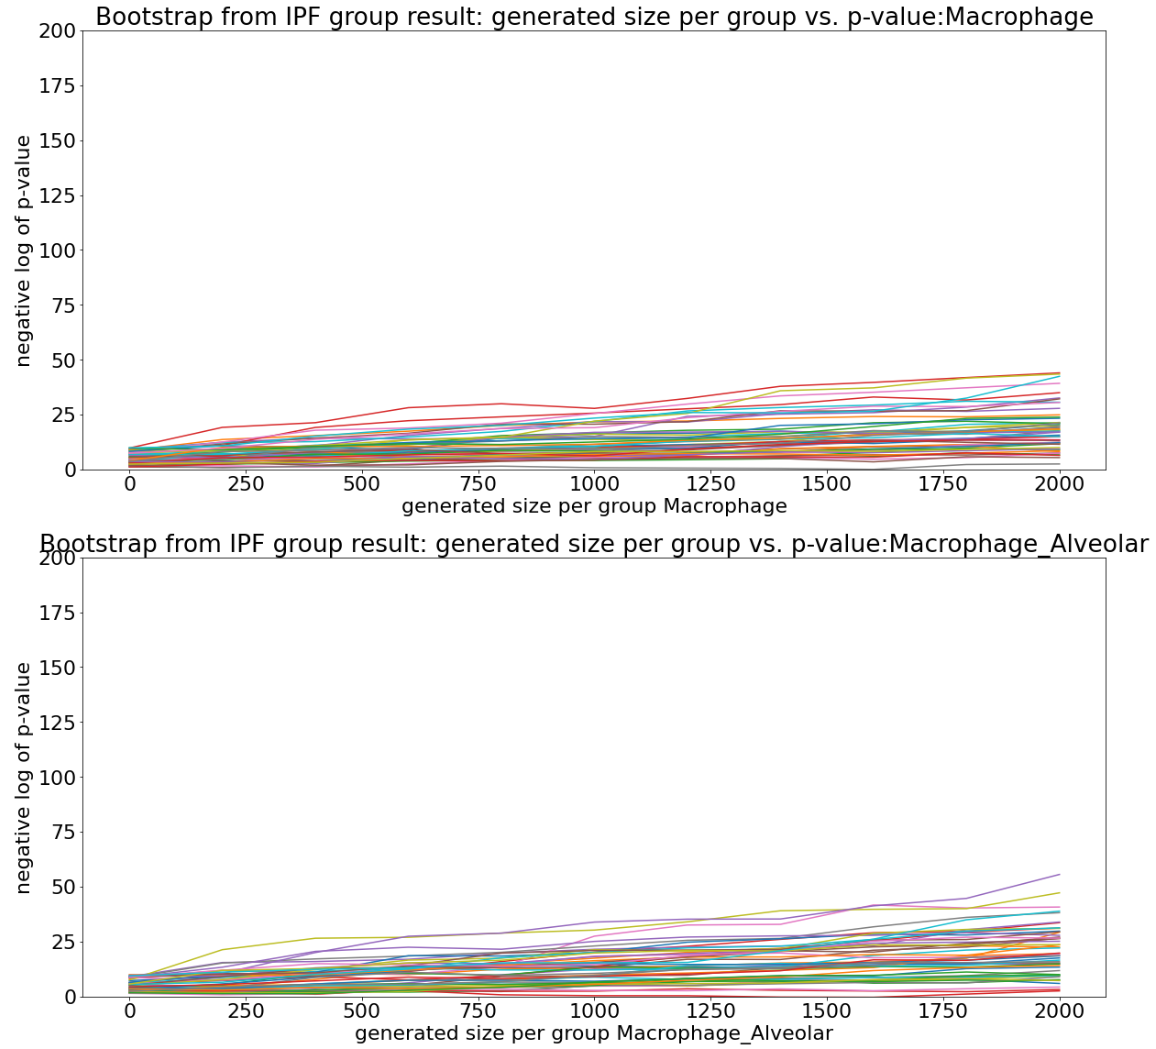 Bootstrap from IPF group result: generated size per group vs. p-value:Macrophage
200
175
150
125
100
75
50
25
0
negative log of p-value
0 250 500 750 1000 1250 1500 1750 2000
generated size per group Macrophage
Bootstrap from IPF group result: generated size per group vs. p-value:Macrophage_Alveolar
200
175
150
125
100
75
50
25
0
negative log of p-value
0 250 500 750 1000 1250 1500 1750 2000
generated size per group Macrophage_Alveolar